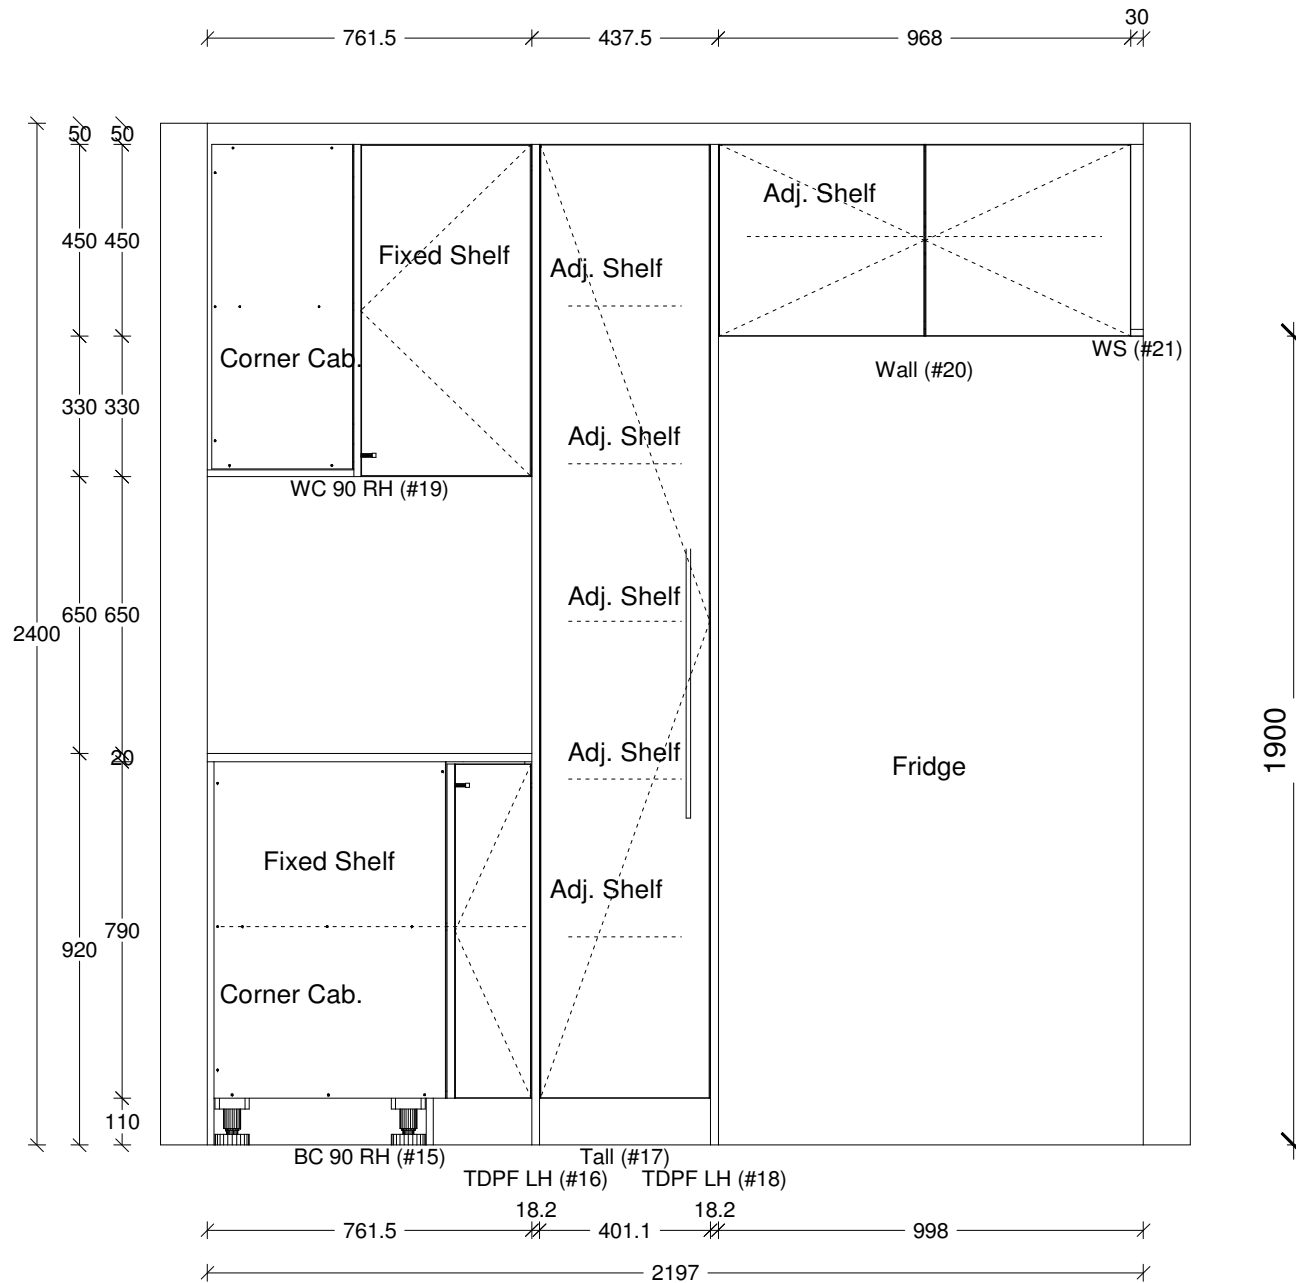 30
761.5 437.5 968
50 50
Adj. Shelf
450 450 Fixed Shelf
Adj. Shelf
WS (#21)
Corner Cab.
Wall (#20)
330 330
Adj. Shelf
WC 90 RH (#19)
Adj. Shelf
650 650
2400
1900
Adj. Shelf
20
Fridge
Fixed Shelf
Adj. Shelf
790
920
Corner Cab.
110
BC 90 RH (#15) Tall (#17)
TDPF LH (#16) TDPF LH (#18)
18.2 18.2
761.5 401.1 998
2197